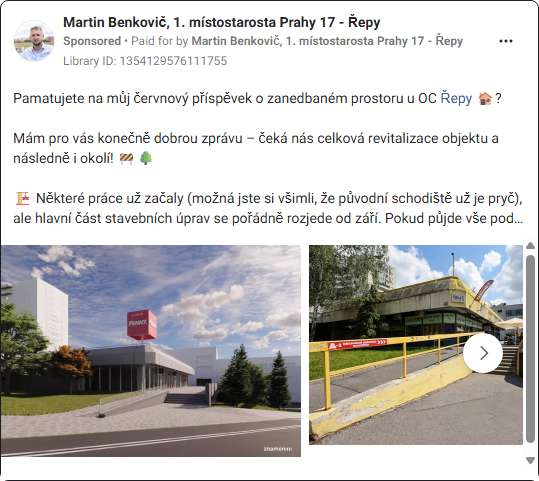 Martin Benkovič, 1. místostarosta Prahy 17 - Řepy
Sponsored • Paid for by Martin Benkovič, 1. místostarosta Prahy 17 - Řepy
Library ID: 1354129576111755
Pamatujete na můj červnový příspěvek o zanedbaném prostoru u OC Řepy 🏠?
Mám pro vás konečně dobrou zprávu – čeká nás celková revitalizace objektu a
následně i okolí! 🚧 🌳
🏗️ Některé práce už začaly (možná jste si všimli, že původní schodiště už je pryč),
ale hlavní část stavebních úprav se pořádně rozjede od září. Pokud půjde vše pod…
PENNY
znamení